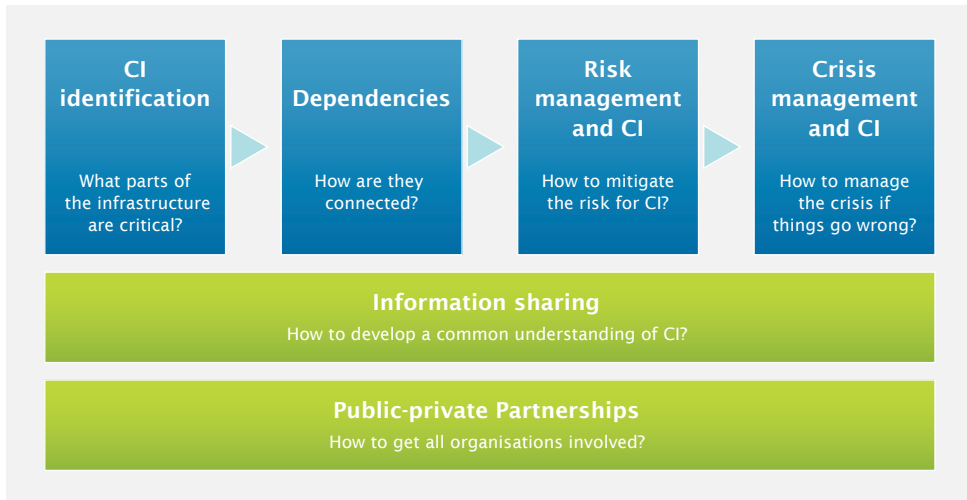 CI
identification
What parts of
the infrastructure
are critical?
Dependencies
How are they
connected?
Risk
management
and CI
How to mitigate
the risk for CI?
Crisis
management
and CI
How to manage
the crisis if
things go wrong?
Information sharing
How to develop a common understanding of CI?
Public-private Partnerships
How to get all organisations involved?